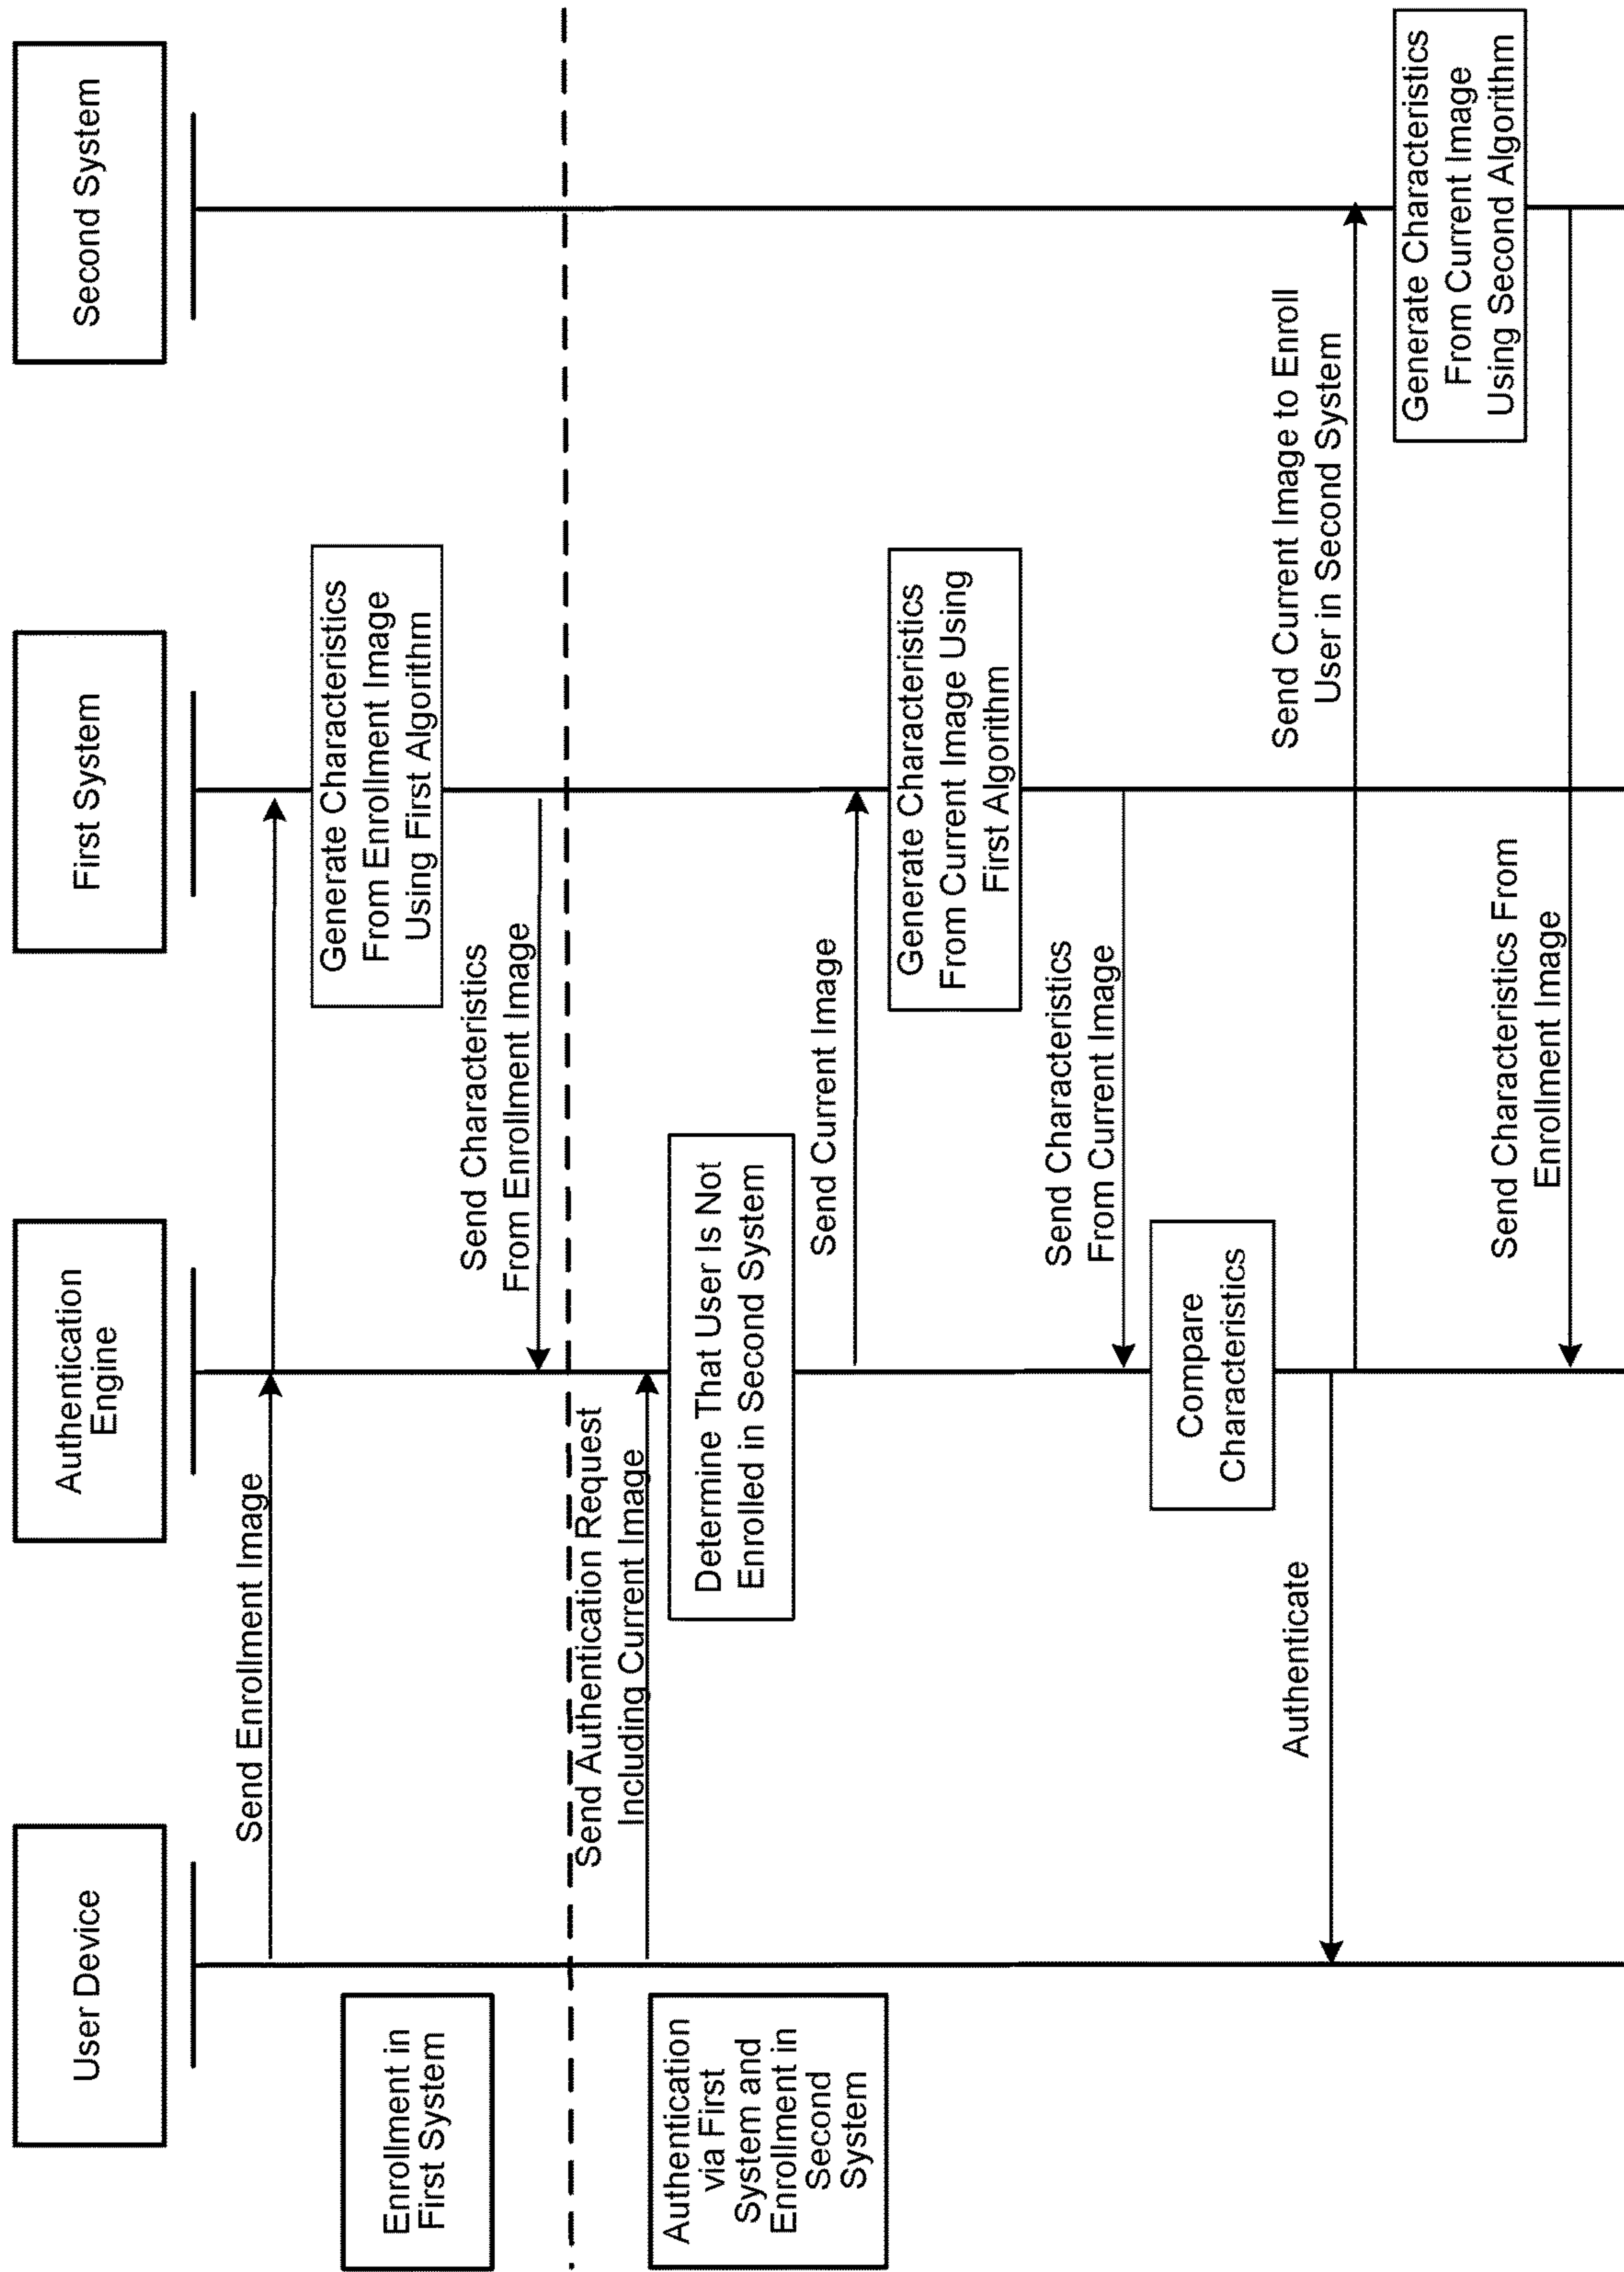 User Device
Authentication
Engine
First System
Second System
Enrollment in
First System
Send Enrollment Image
Generate Characteristics
From Enrollment Image
Using First Algorithm
Send Characteristics
From Enrollment Image
Authentication
via First
System and
Enrollment in
Second
System
Send Authentication Request
Including Current Image
Determine That User Is Not
Enrolled in Second System
Send Current Image
Generate Characteristics
From Current Image Using
First Algorithm
Send Characteristics
From Current Image
Compare
Characteristics
Authenticate
Send Current Image to Enroll
User in Second System
Generate Characteristics
From Current Image
Using Second Algorithm
Send Characteristics From
Enrollment Image